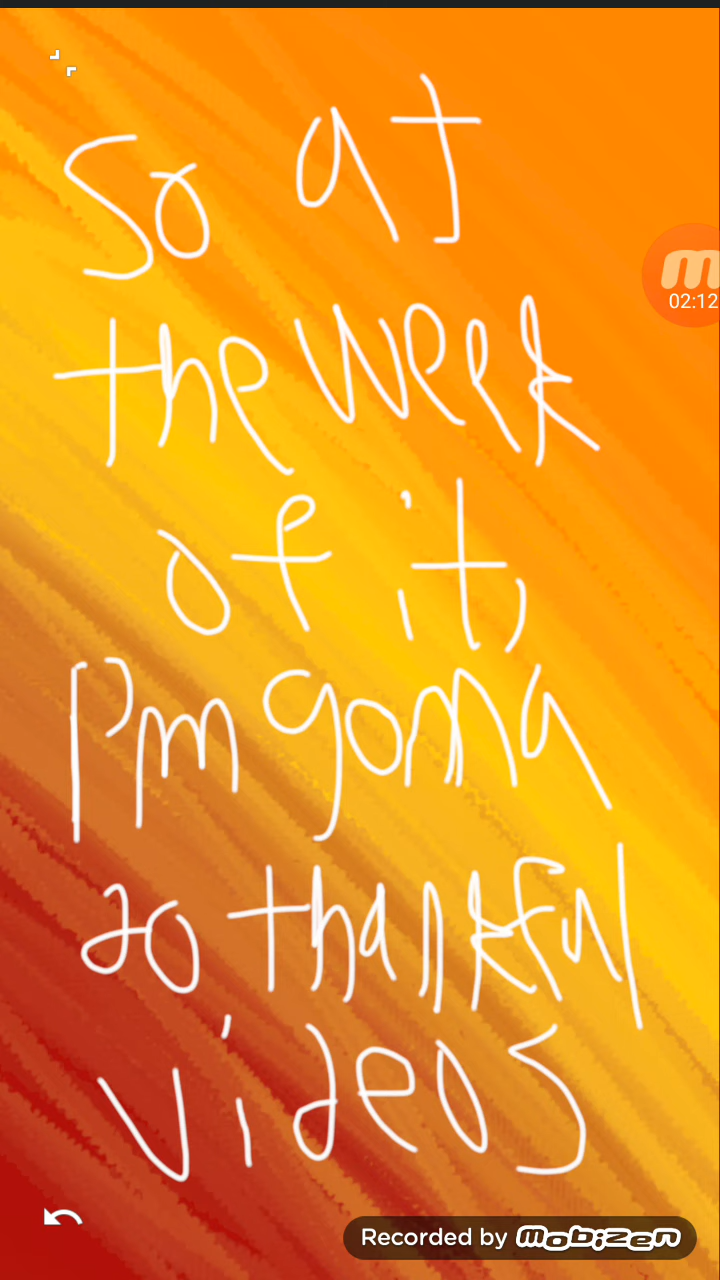 So at
the week
of it,
I'm gonna
do thankful
videos
02:12
Recorded by mobizen